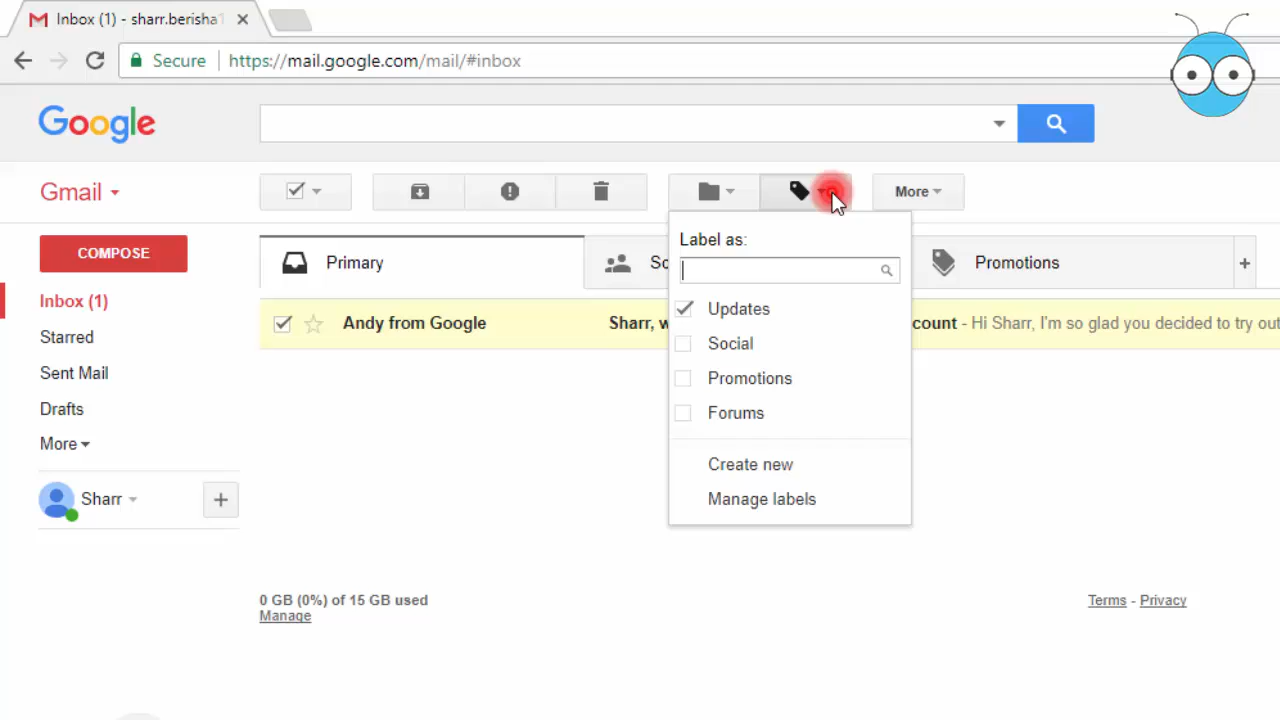 Inbox (1) - sharr.berisha1
Secure
https://mail.google.com/mail/#inbox
Google
Gmail
More
COMPOSE
Label as:
Primary
So
Promotions
Inbox (1)
Updates
Andy from Google
Sharr, w
count - Hi Sharr, I'm so glad you decided to try out
Starred
Social
Sent Mail
Promotions
Drafts
Forums
More
Create new
Sharr
Manage labels
0 GB (0%) of 15 GB used
Manage
Terms - Privacy